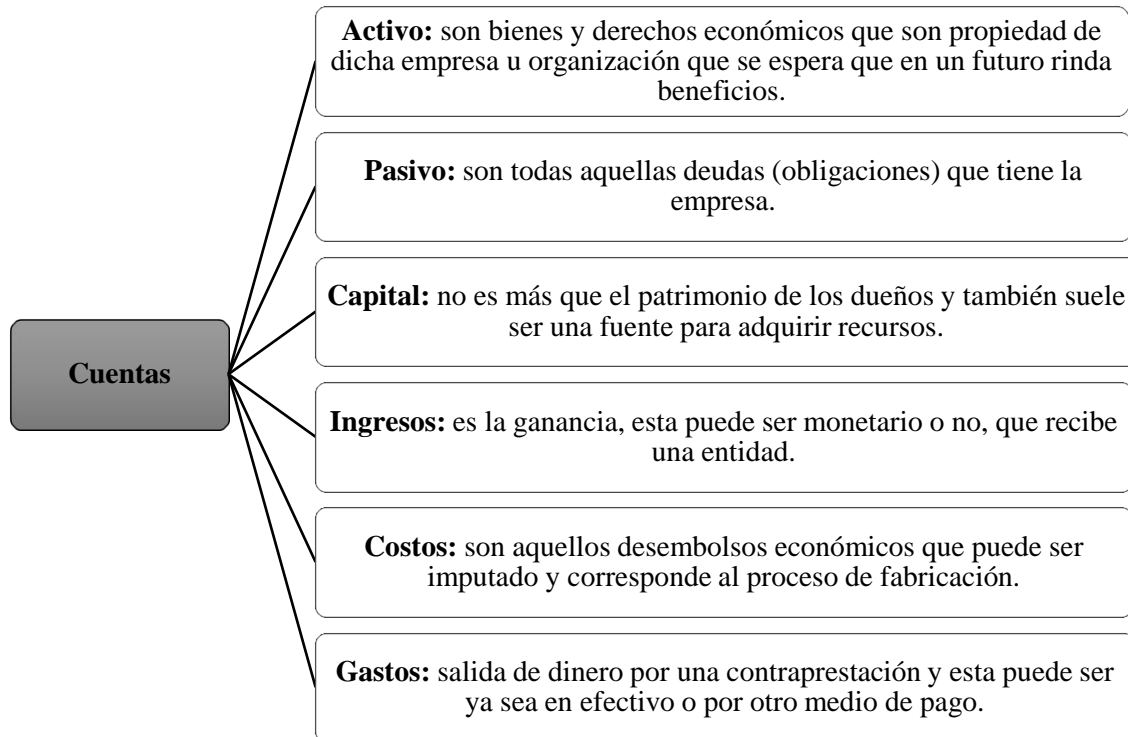 Activo: son bienes y derechos económicos que son propiedad de
dicha empresa u organización que se espera que en un futuro rinda
beneficios.
Pasivo: son todas aquellas deudas (obligaciones) que tiene la
empresa.
Capital: no es más que el patrimonio de los dueños y también suele
ser una fuente para adquirir recursos.
Cuentas
Ingresos: es la ganancia, esta puede ser monetario o no, que recibe
una entidad.
Costos: son aquellos desembolsos económicos que puede ser
imputado y corresponde al proceso de fabricación.
Gastos: salida de dinero por una contraprestación y esta puede ser
ya sea en efectivo o por otro medio de pago.